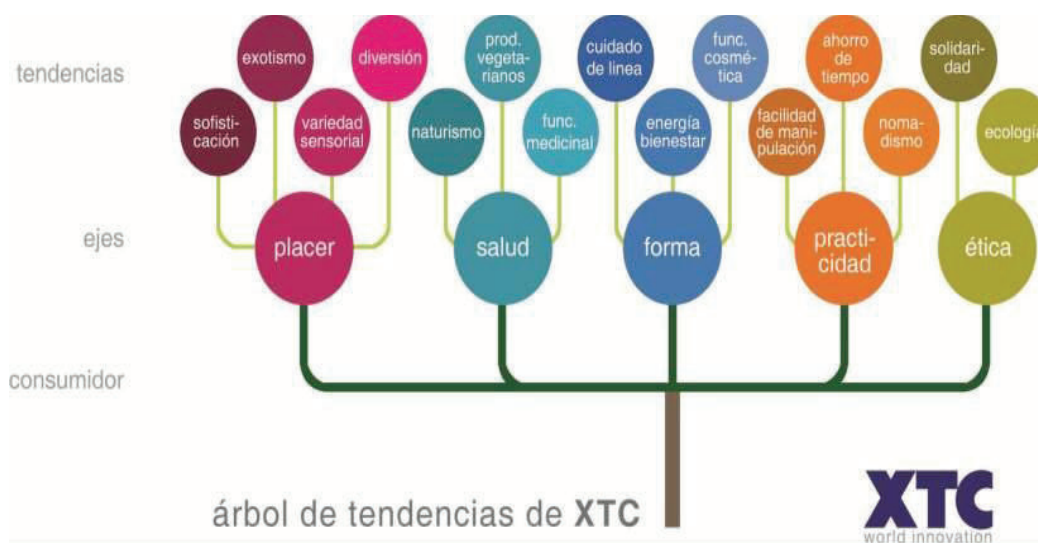 tendencias
exotismo
diversión
prod.
vegeta-
rianos
cuidado
de linea
func.
cosmé-
tica
ahorro
de
tiempo
solidari-
dad
sofisti-
cación
variedad
sensorial
naturismo
func.
medicinal
energía
bienestar
facilidad
de mani-
pulación
noma-
dismo
ecología
ejes
placer
salud
forma
practi-
cidad
ética
consumidor
árbol de tendencias de XTC
XTC
world innovation